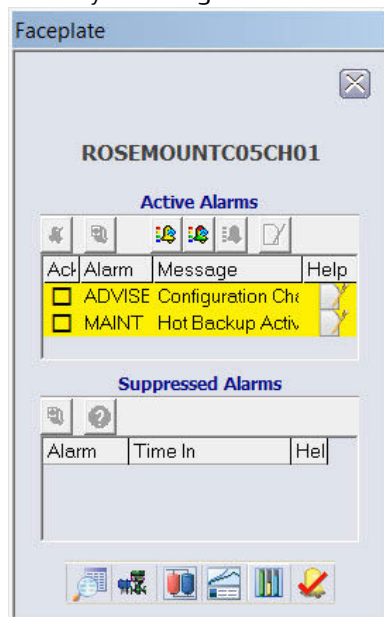 Faceplate
ROSEMOUNTC05CH01
Active Alarms
Ack Alarm Message Help
ADVISE Configuration Cha
MAINT Hot Backup Activ
Suppressed Alarms
Alarm Time In Hel